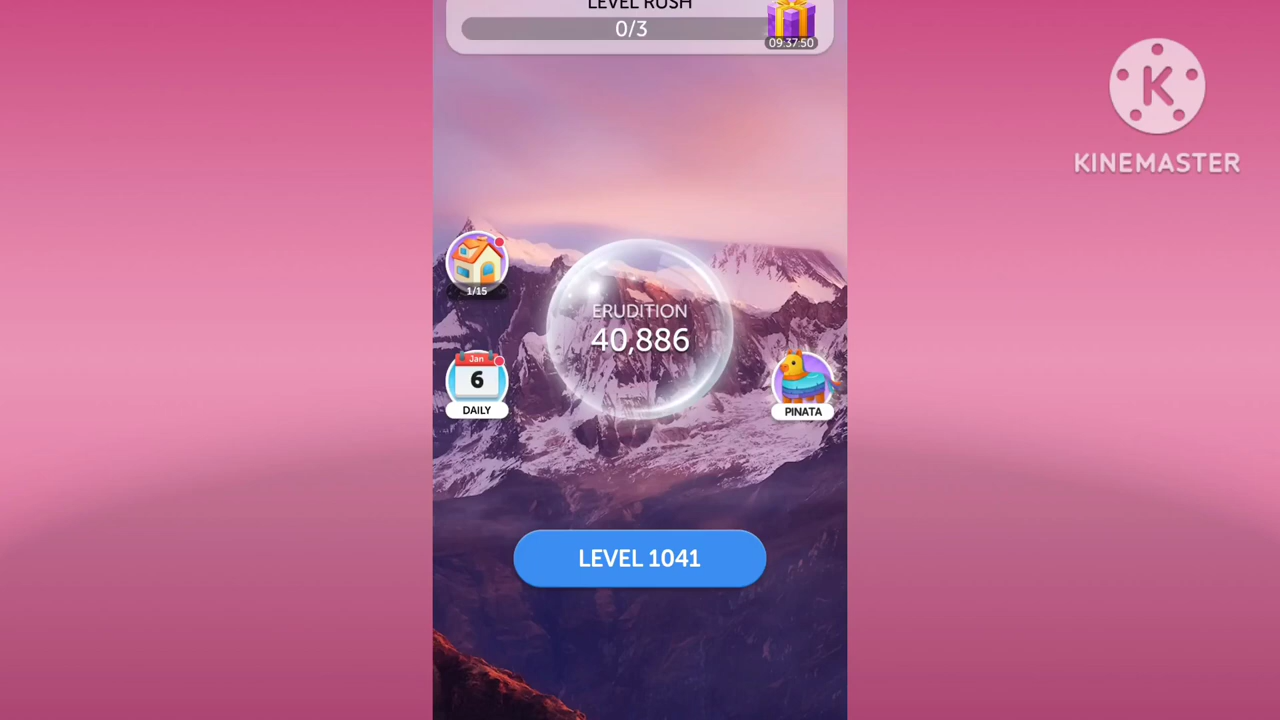 LEVEL RUSH
0/3
09:37:50
KINEMASTER
K
1/15
ERUDITION
40,886
Jan
6
DAILY
PINATA
LEVEL 1041